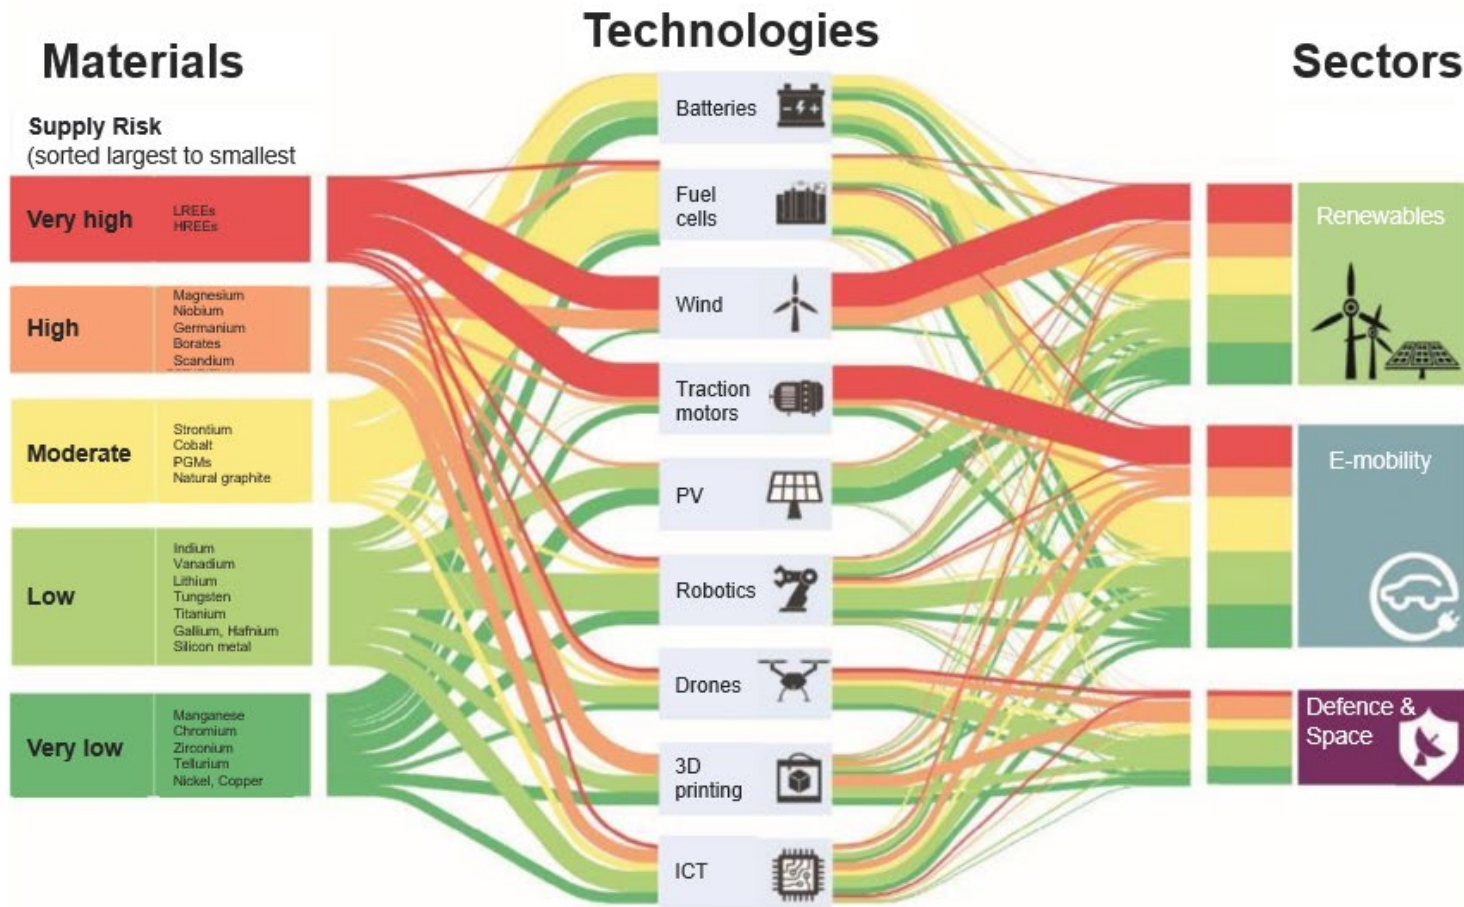 Materials
Technologies
Sectors
Supply Risk
(sorted largest to smallest
Very high
LREEs
HREEs
High
Magnesium
Niobium
Germanium
Borates
Scandium
Moderate
Strontium
Cobalt
PGMs
Natural graphite
Low
Indium
Vanadium
Lithium
Tungsten
Titanium
Gallium, Hafnium
Silicon metal
Very low
Manganese
Chromium
Zirconium
Tellurium
Nickel, Copper
Batteries
Fuel
cells
Wind
Traction
motors
PV
Robotics
Drones
3D
printing
ICT
Renewables
E-mobility
Defence &
Space